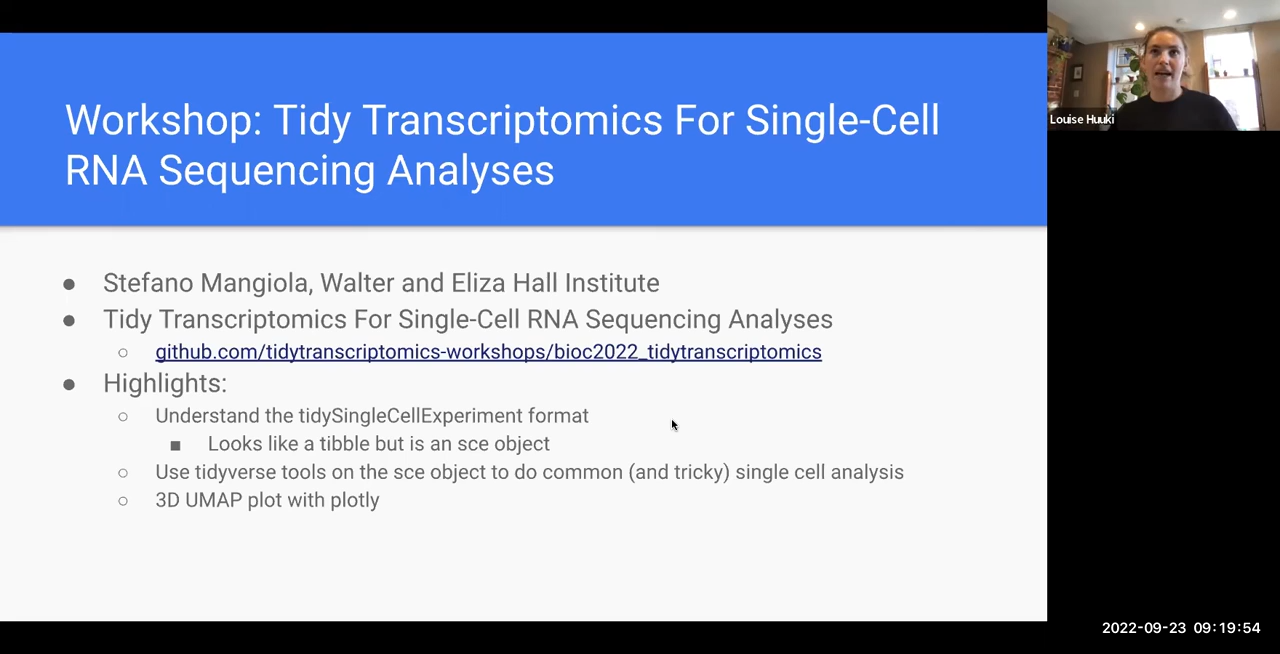 Workshop: Tidy Transcriptomics For Single-Cell
RNA Sequencing Analyses
Louise Huuki
● Stefano Mangiola, Walter and Eliza Hall Institute
● Tidy Transcriptomics For Single-Cell RNA Sequencing Analyses
○ github.com/tidytranscriptomics-workshops/bioc2022_tidytranscriptomics
● Highlights:
○ Understand the tidySingleCellExperiment format
■ Looks like a tibble but is an sce object
○ Use tidyverse tools on the sce object to do common (and tricky) single cell analysis
○ 3D UMAP plot with plotly
2022-09-23 09:19:54